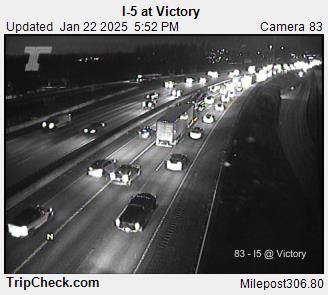 I-5 at Victory
Updated Jan 22 2025 5:52 PM Camera 83
T
N
83 - I5 @ Victory
TripCheck.com Milepost306.80